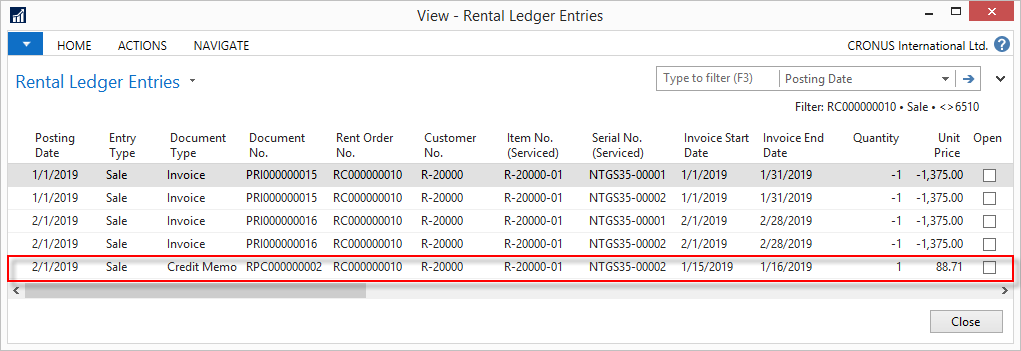 View - Rental Ledger Entries
HOME ACTIONS NAVIGATE CRONUS International Ltd. ?
Rental Ledger Entries Type to filter (F3) Posting Date
Filter: RC000000010 • Sale • <>6510
Posting Date Entry Type Document Type Document No. Rent Order No. Customer No. Item No. (Serviced) Serial No. (Serviced) Invoice Start Date Invoice End Date Quantity Unit Price Open
1/1/2019 Sale Invoice PRI000000015 RC000000010 R-20000 R-20000-01 NTGS35-00001 1/1/2019 1/31/2019 -1 -1,375.00
1/1/2019 Sale Invoice PRI000000015 RC000000010 R-20000 R-20000-01 NTGS35-00002 1/1/2019 1/31/2019 -1 -1,375.00
2/1/2019 Sale Invoice PRI000000016 RC000000010 R-20000 R-20000-01 NTGS35-00001 2/1/2019 2/28/2019 -1 -1,375.00
2/1/2019 Sale Invoice PRI000000016 RC000000010 R-20000 R-20000-01 NTGS35-00002 2/1/2019 2/28/2019 -1 -1,375.00
2/1/2019 Sale Credit Memo RPC000000002 RC000000010 R-20000 R-20000-01 NTGS35-00002 1/15/2019 1/16/2019 1 88.71
Close